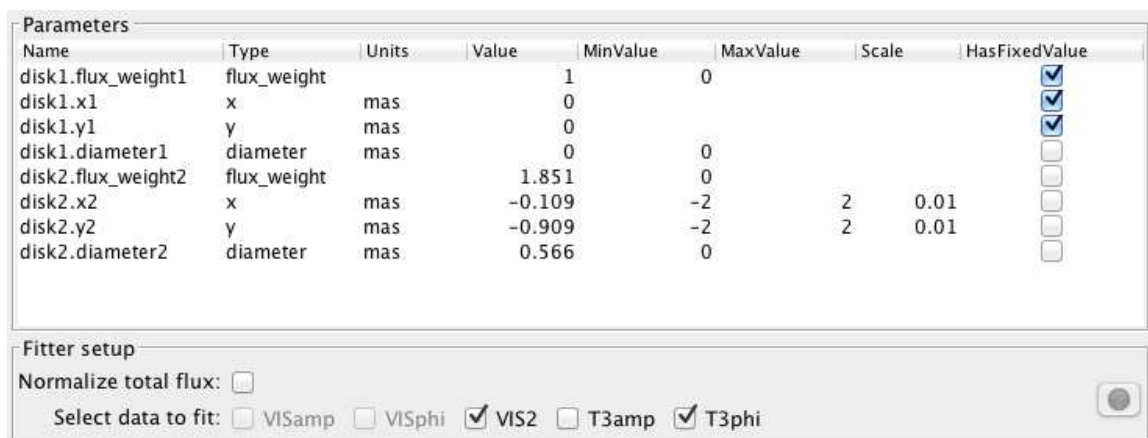 Parameters
Name Type Units Value MinValue MaxValue Scale HasFixedValue
disk1.flux_weight1 flux_weight 1 0
disk1.x1 x mas 0
disk1.y1 y mas 0
disk1.diameter1 diameter mas 0 0
disk2.flux_weight2 flux_weight 1.851 0
disk2.x2 x mas -0.109 -2 2 0.01
disk2.y2 y mas -0.909 -2 2 0.01
disk2.diameter2 diameter mas 0.566 0
Fitter setup
Normalize total flux:
Select data to fit: VISamp VISphi VIS2 T3amp T3phi